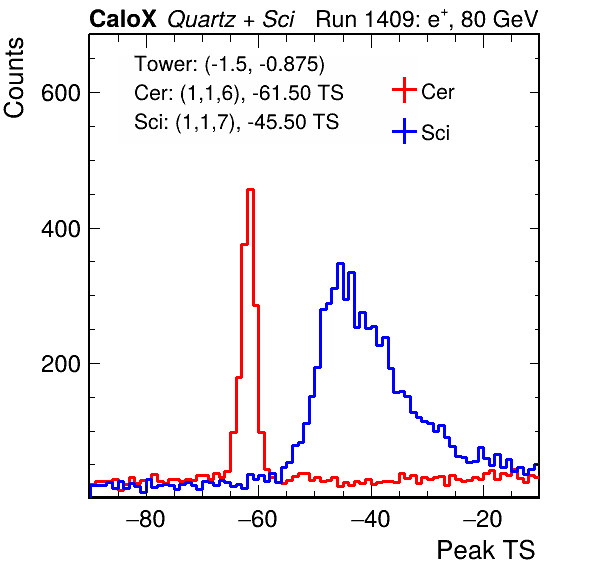 CaloX Quartz + Sci Run 1409: e⁺, 80 GeV
Counts
Tower: (-1.5, -0.875)
Cer: (1,1,6), -61.50 TS
Sci: (1,1,7), -45.50 TS
Cer
Sci
600
400
200
−80 −60 −40 −20
Peak TS